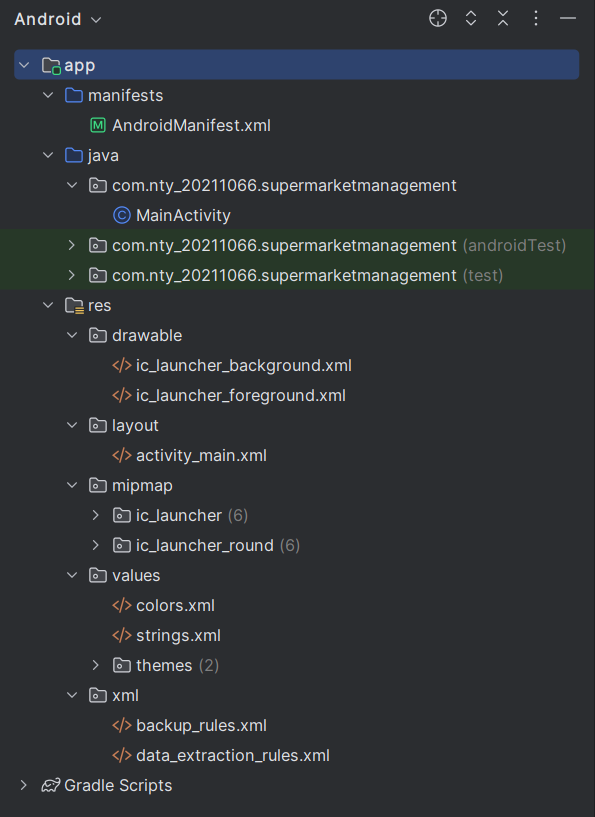 Android
app
manifests
AndroidManifest.xml
java
com.nty_20211066.supermarketmanagement
MainActivity
com.nty_20211066.supermarketmanagement (androidTest)
com.nty_20211066.supermarketmanagement (test)
res
drawable
ic_launcher_background.xml
ic_launcher_foreground.xml
layout
activity_main.xml
mipmap
ic_launcher (6)
ic_launcher_round (6)
values
colors.xml
strings.xml
themes (2)
xml
backup_rules.xml
data_extraction_rules.xml
Gradle Scripts